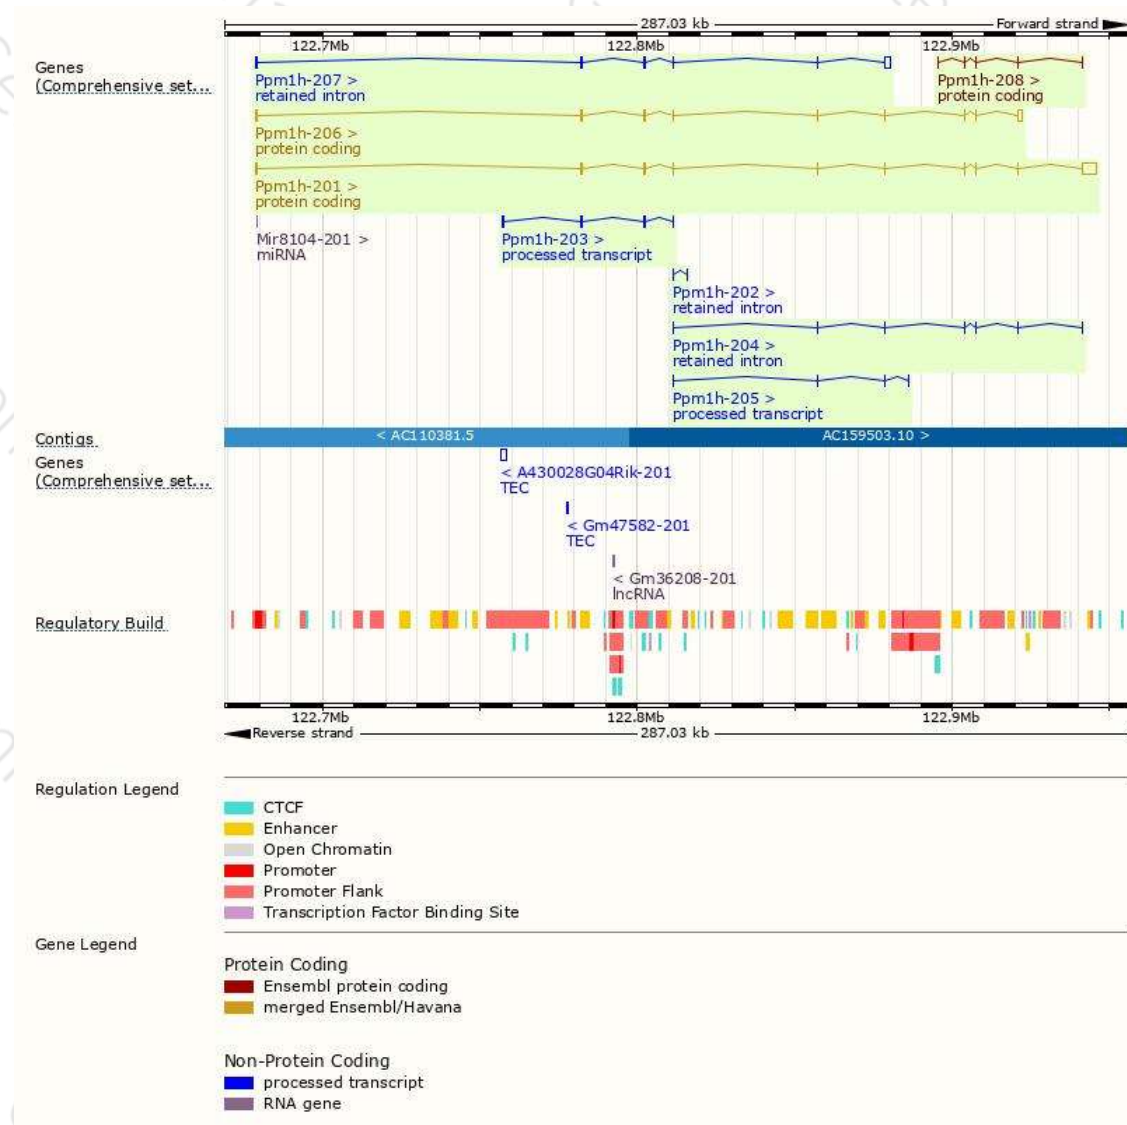 287.03 kb
Forward strand
122.7Mb
122.8Mb
122.9Mb
Genes
(Comprehensive set...
Ppm1h-207 >
retained intron
Ppm1h-208 >
protein coding
Ppm1h-206 >
protein coding
Ppm1h-201 >
protein coding
Mir8104-201 >
miRNA
Ppm1h-203 >
processed transcript
Ppm1h-202 >
retained intron
Ppm1h-204 >
retained intron
Ppm1h-205 >
processed transcript
Contigs
< AC110381.5
AC159503.10 >
Genes
(Comprehensive set...
< A430028G04Rik-201
TEC
< Gm47582-201
TEC
< Gm36208-201
lncRNA
Regulatory Build
122.7Mb
122.8Mb
122.9Mb
Reverse strand
287.03 kb
Regulation Legend
CTCF
Enhancer
Open Chromatin
Promoter
Promoter Flank
Transcription Factor Binding Site
Gene Legend
Protein Coding
Ensembl protein coding
merged Ensembl/Havana
Non-Protein Coding
processed transcript
RNA gene